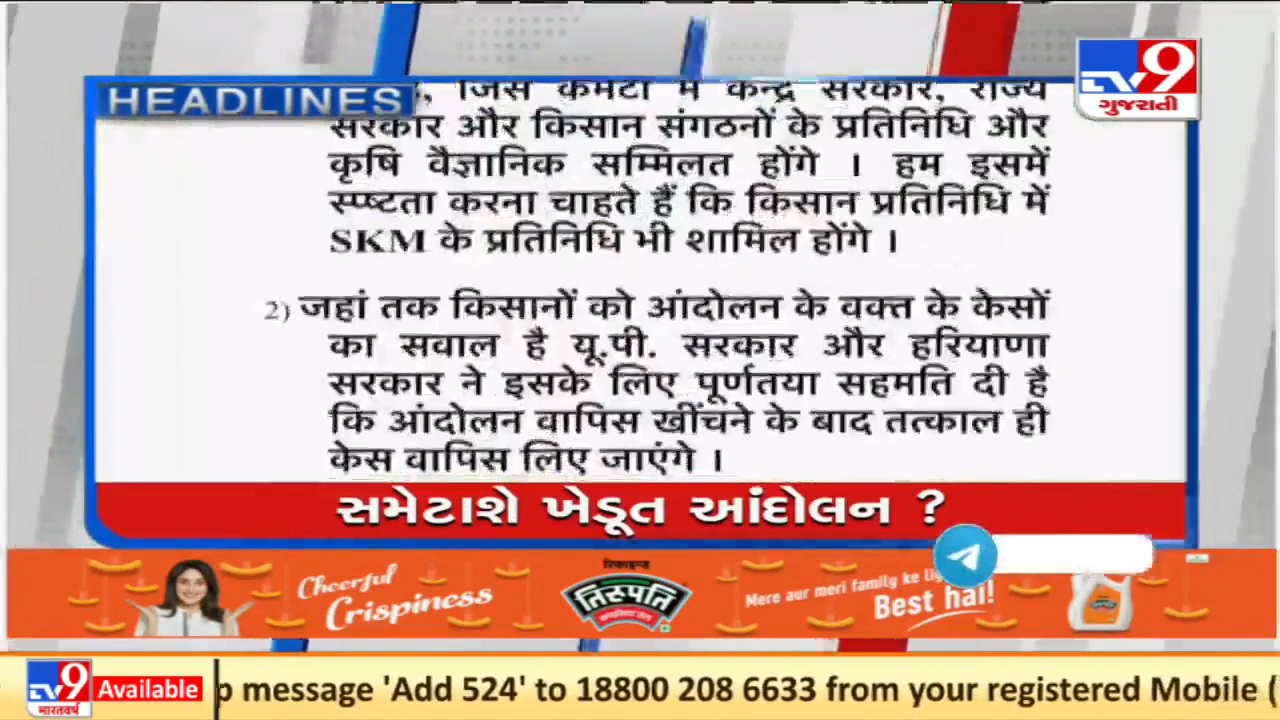 HEADLINES
TV9
ગુજરાતી
जिस कमेटी में केन्द्र सरकार, राज्य
सरकार और किसान संगठनों के प्रतिनिधि और
कृषि वैज्ञानिक सम्मिलत होंगे । हम इसमें
स्प्ष्टता करना चाहते हैं कि किसान प्रतिनिधि में
SKM के प्रतिनिधि भी शामिल होंगे ।
2) जहां तक किसानों को आंदोलन के वक्त के केसों
का सवाल है यू.पी. सरकार और हरियाणा
सरकार ने इसके लिए पूर्णतया सहमति दी है
कि आंदोलन वापिस खींचने के बाद तत्काल ही
केस वापिस लिए जाएंगे ।
સમેટાશે ખેડૂત આંદોલન ?
Cheerful
Crispiness
रिफाइन्ड
तिरुपति
Mere aur meri family ke
Best hai!
TV9
भारतवर्ष
Available
message 'Add 524' to 18800 208 6633 from your registered Mobile (